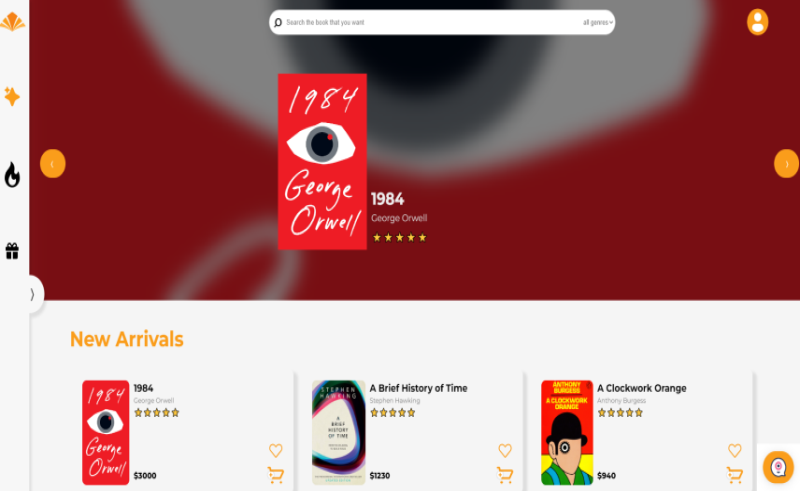 Search the book that you want
all genres
1984
George
Orwell
1984
George Orwell
New Arrivals
1984
George
Orwell
1984
George Orwell
$3000
STEPHEN
HAWKING
A
BRIEF
HISTORY
OF TIME
A Brief History of Time
Stephen Hawking
$1230
ANTHONY
BURGESS
A CLOCKWORK
ORANGE
A Clockwork Orange
Anthony Burgess
$940